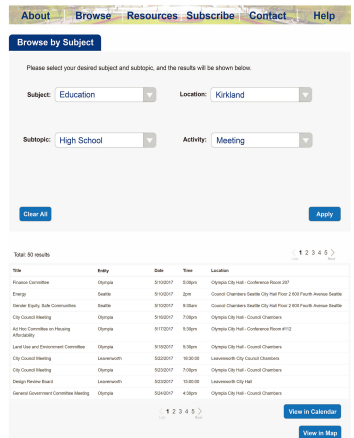 About Browse Resources Subscribe Contact Help
Browse by Subject
Please select your desired subject and subtopic, and the results will be shown below.
Subject: Education Location: Kirkland
Subtopic: High School Activity: Meeting
Clear All Apply
Total: 50 results 1 2 3 4 5
Title Entity Date Time Location
Finance Committee Olympia 5/10/2017 5:00pm Olympia City Hall - Conference Room 207
Energy Seattle 5/10/2017 2pm Council Chambers Seattle City Hall Floor 2 600 Fourth Avenue Seattle
Gender Equity, Safe Communities Seattle 5/10/2017 9:30am Council Chambers Seattle City Hall Floor 2 600 Fourth Avenue Seattle
City Council Meeting Olympia 5/16/2017 7:00pm Olympia City Hall - Council Chambers
Ad Hoc Committee on Housing Olympia 5/17/2017 5:30pm Olympia City Hall - Conference Room #112
Affordability
Land Use and Environment Committee Olympia 5/18/2017 5:30pm Olympia City Hall - Council Chambers
City Council Meeting Leavenworth 5/22/2017 18:30:00 Leavenworth City Council Chambers
City Council Meeting Olympia 5/23/2017 7:00pm Olympia City Hall - Council Chambers
Design Review Board Leavenworth 5/23/2017 15:00:00 Leavenworth City Hall
General Government Committee Meeting Olympia 5/24/2017 4:30pm Olympia City Hall - Council Chambers
1 2 3 4 5
View in Calendar
View in Map